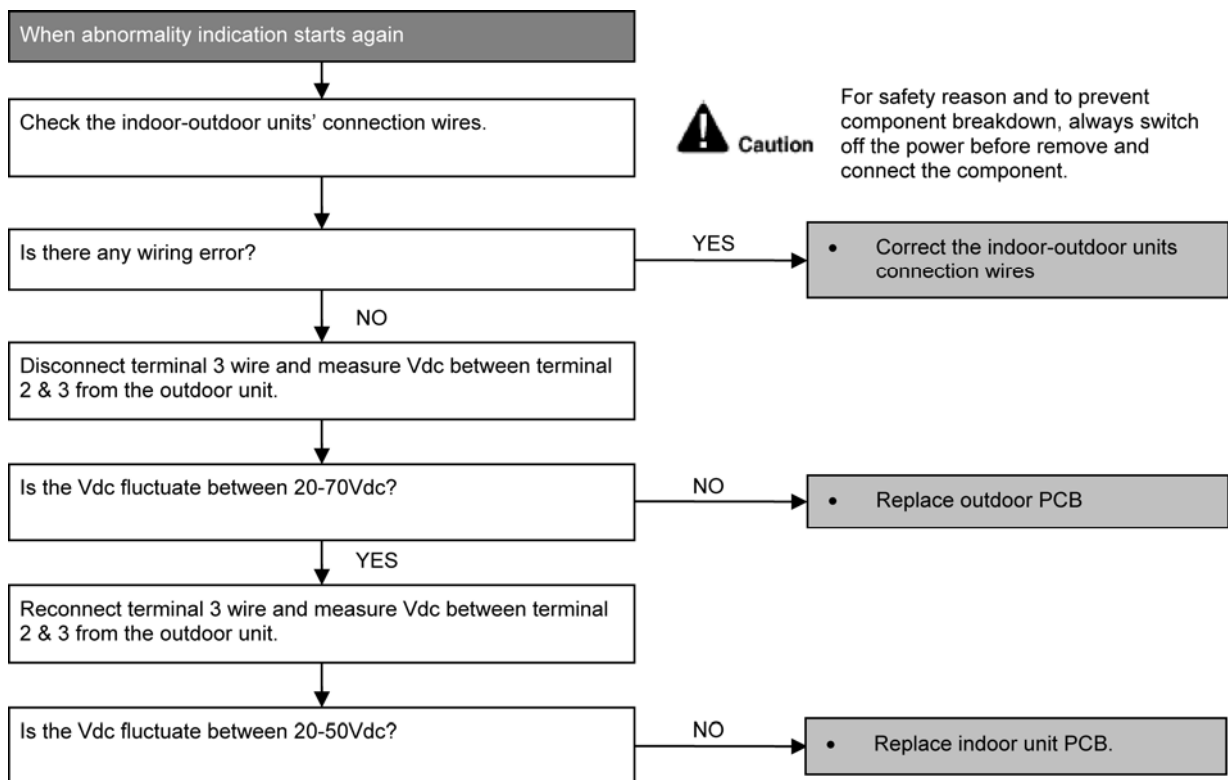 When abnormality indication starts again
Check the indoor-outdoor units’ connection wires.
Caution
For safety reason and to prevent
component breakdown, always switch
off the power before remove and
connect the component.
Is there any wiring error?
YES
• Correct the indoor-outdoor units
connection wires
NO
Disconnect terminal 3 wire and measure Vdc between terminal
2 & 3 from the outdoor unit.
Is the Vdc fluctuate between 20-70Vdc?
NO
• Replace outdoor PCB
YES
Reconnect terminal 3 wire and measure Vdc between terminal
2 & 3 from the outdoor unit.
Is the Vdc fluctuate between 20-50Vdc?
NO
• Replace indoor unit PCB.